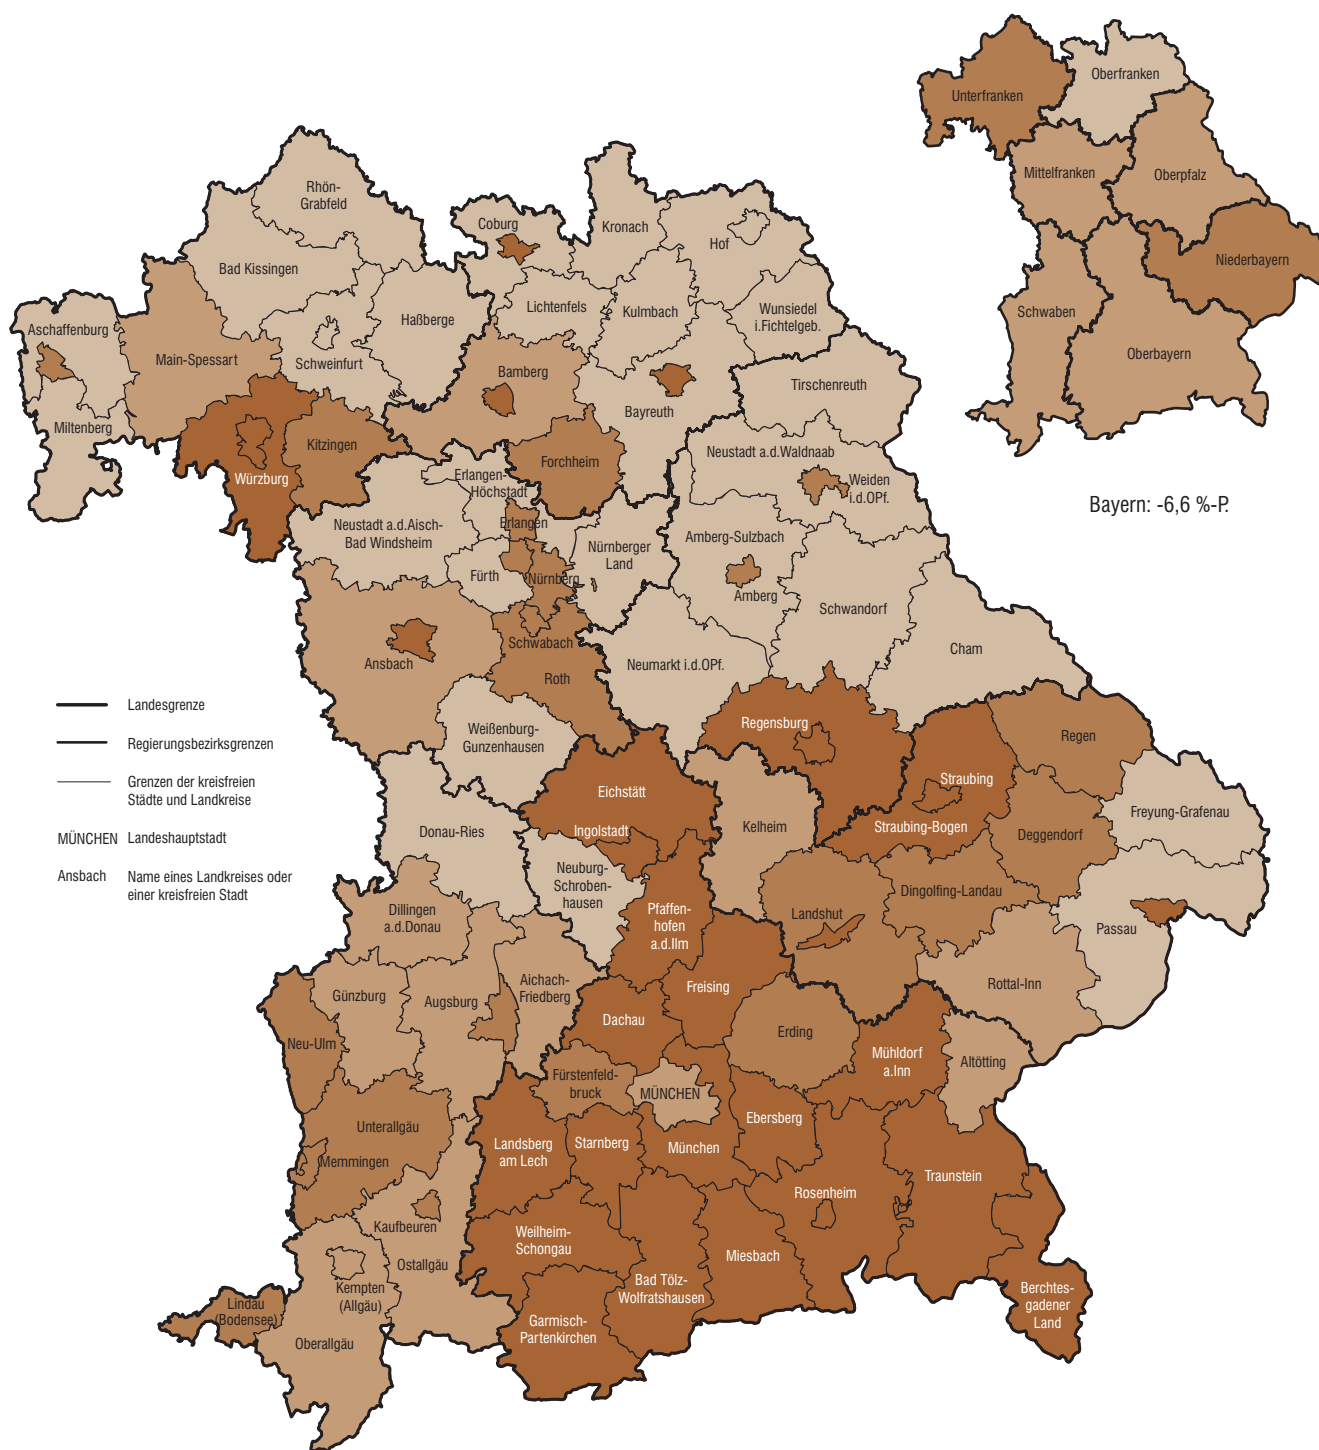 Oberfranken
Unterfranken
Mittelfranken
Oberpfalz
Niederbayern
Schwaben
Oberbayern
Bayern: -6,6 %-P.
Rhön-
Grabfeld
Coburg
Kronach
Hof
Bad Kissingen
Lichtenfels
Kulmbach
Wunsiedel
i.Fichtelgeb.
Aschaffenburg
Haßberge
Main-Spessart
Schweinfurt
Bamberg
Bayreuth
Tirschenreuth
Miltenberg
Kitzingen
Würzburg
Forchheim
Neustadt a.d.Waldnaab
Weiden
i.d.OPf.
Erlangen-
Höchstadt
Erlangen
Neustadt a.d.Aisch-
Bad Windsheim
Nürnberger
Land
Amberg-Sulzbach
Fürth
Nürnberg
Amberg
Schwandorf
Schwabach
Ansbach
Roth
Neumarkt i.d.OPf.
Cham
Landesgrenze
Regierungsbezirksgrenzen
Grenzen der kreisfreien
Städte und Landkreise
MÜNCHEN Landeshauptstadt
Ansbach Name eines Landkreises oder
einer kreisfreien Stadt
Weißenburg-
Gunzenhausen
Regensburg
Regen
Eichstätt
Straubing
Freyung-Grafenau
Ingolstadt
Kelheim
Straubing-Bogen
Deggendorf
Donau-Ries
Neuburg-
Schroben-
hausen
Dingolfing-Landau
Dillingen
a.d.Donau
Pfaffen-
hofen
a.d.Ilm
Landshut
Passau
Günzburg
Augsburg
Aichach-
Friedberg
Freising
Rottal-Inn
Dachau
Erding
Neu-Ulm
Mühldorf
a.Inn
Altötting
Fürstenfeld-
bruck
MÜNCHEN
Unterallgäu
Ebersberg
Landsberg
am Lech
Starnberg
München
Memmingen
Traunstein
Rosenheim
Kaufbeuren
Weilheim-
Schongau
Miesbach
Ostallgäu
Kempten
(Allgäu)
Bad Tölz-
Wolfratshausen
Berchtes-
gadener
Land
Lindau
(Bodensee)
Garmisch-
Partenkirchen
Oberallgäu